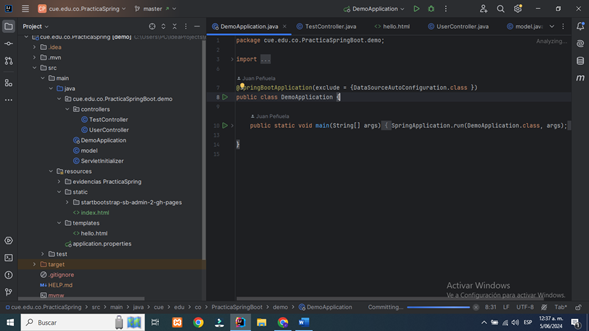 CP cue.edu.co.PracticaSpring master DemoApplication
Project
DemoApplication.java TestController.java hello.html UserController.java model.java
cue.edu.co.PracticaSpring [demo]
.idea
.mvn
src
main
java
cue.edu.co.PracticaSpringBoot.demo
controllers
TestController
UserController
DemoApplication
model
ServletInitializer
resources
evidencias PracticaSpring
static
startbootstrap-sb-admin-2-gh-pages
index.html
templates
hello.html
application.properties
test
target
.gitignore
HELP.md
mvnw
Analyzing...
1 package cue.edu.co.PracticaSpringBoot.demo;
2
3 import ...
Juan Peñuela
7 @SpringBootApplication(exclude = {DataSourceAutoConfiguration.class })
8 public class DemoApplication {
9
Juan Peñuela
10 public static void main(String[] args) { SpringApplication.run(DemoApplication.class, args);
13
14 }
15
Activar Windows
Ve a Configuración para activar Windows.
cue.edu.co.PracticaSpring > src > main > java > cue > edu > co > PracticaSpringBoot > demo > DemoApplication Committing... 8:31 LF UTF-8 Tab*
Buscar
ESP
12:37 a. m.
5/06/2024